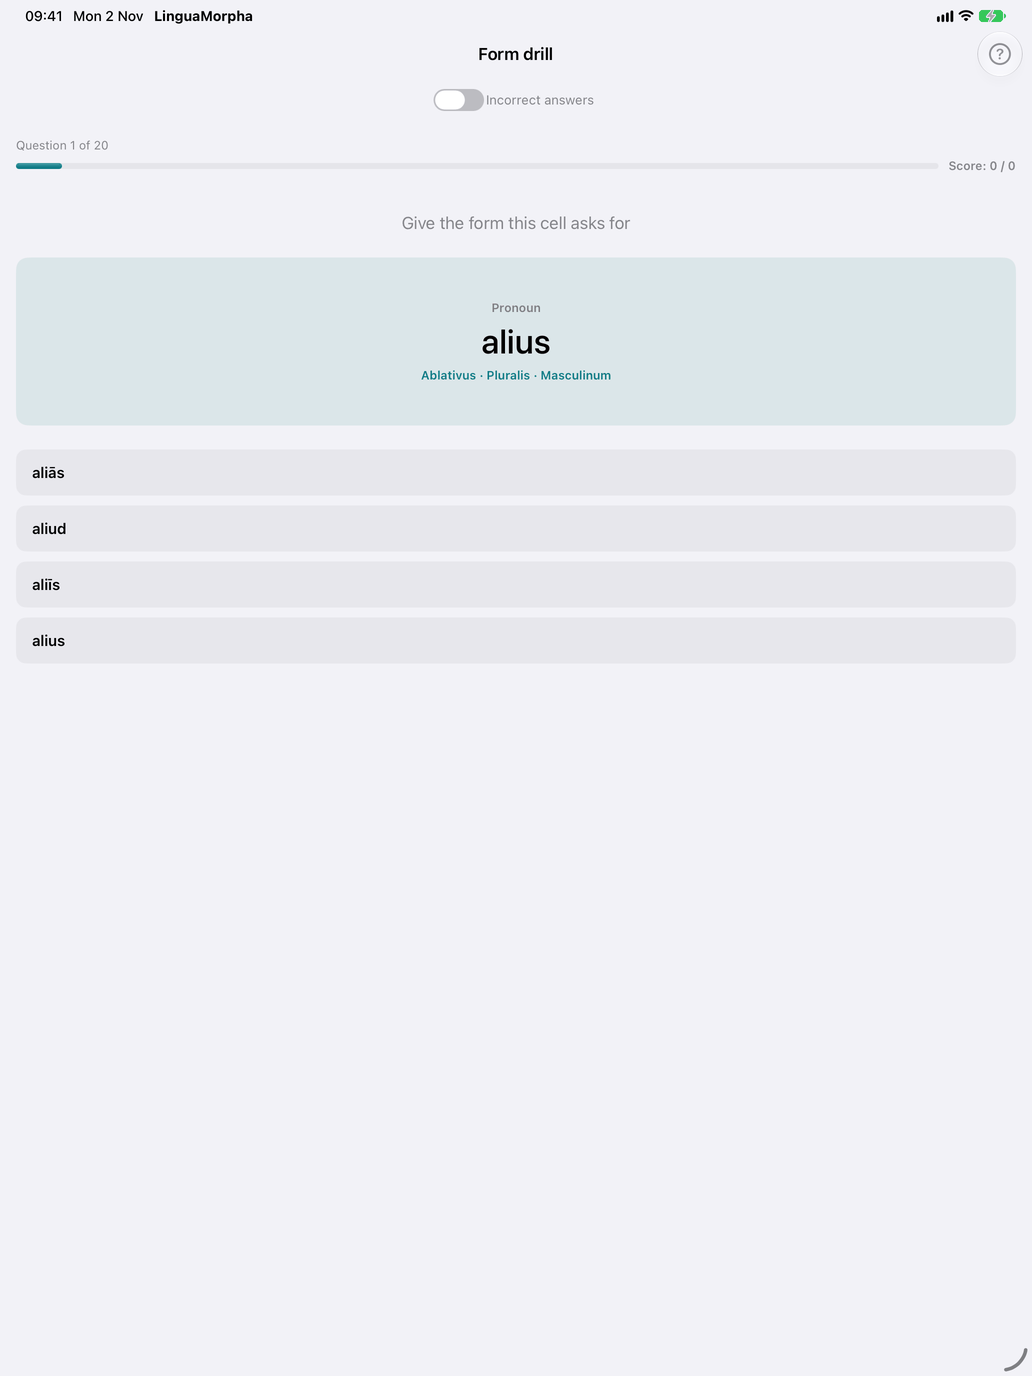 09:41 Mon 2 Nov LinguaMorpha
Form drill
?
Incorrect answers
Question 1 of 20
Score: 0 / 0
Give the form this cell asks for
Pronoun
alius
Ablativus · Pluralis · Masculinum
aliās
aliud
aliīs
alius